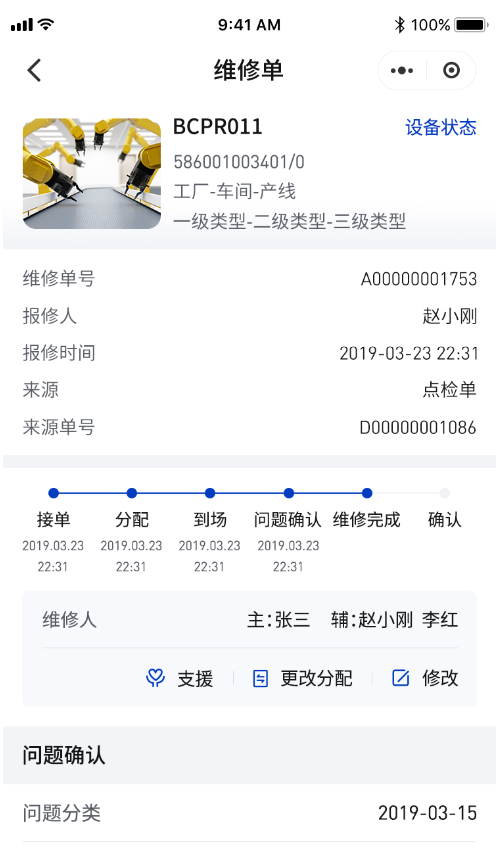 9:41 AM 100%
维修单
BCPR011 设备状态
586001003401/0
工厂-车间-产线
一级类型-二级类型-三级类型
维修单号 A00000001753
报修人 赵小刚
报修时间 2019-03-23 22:31
来源 点检单
来源单号 D00000001086
接单 分配 到场 问题确认 维修完成 确认
2019.03.23 2019.03.23 2019.03.23 2019.03.23
22:31 22:31 22:31 22:31
维修人 主:张三 辅:赵小刚 李红
支援 更改分配 修改
问题确认
问题分类 2019-03-15